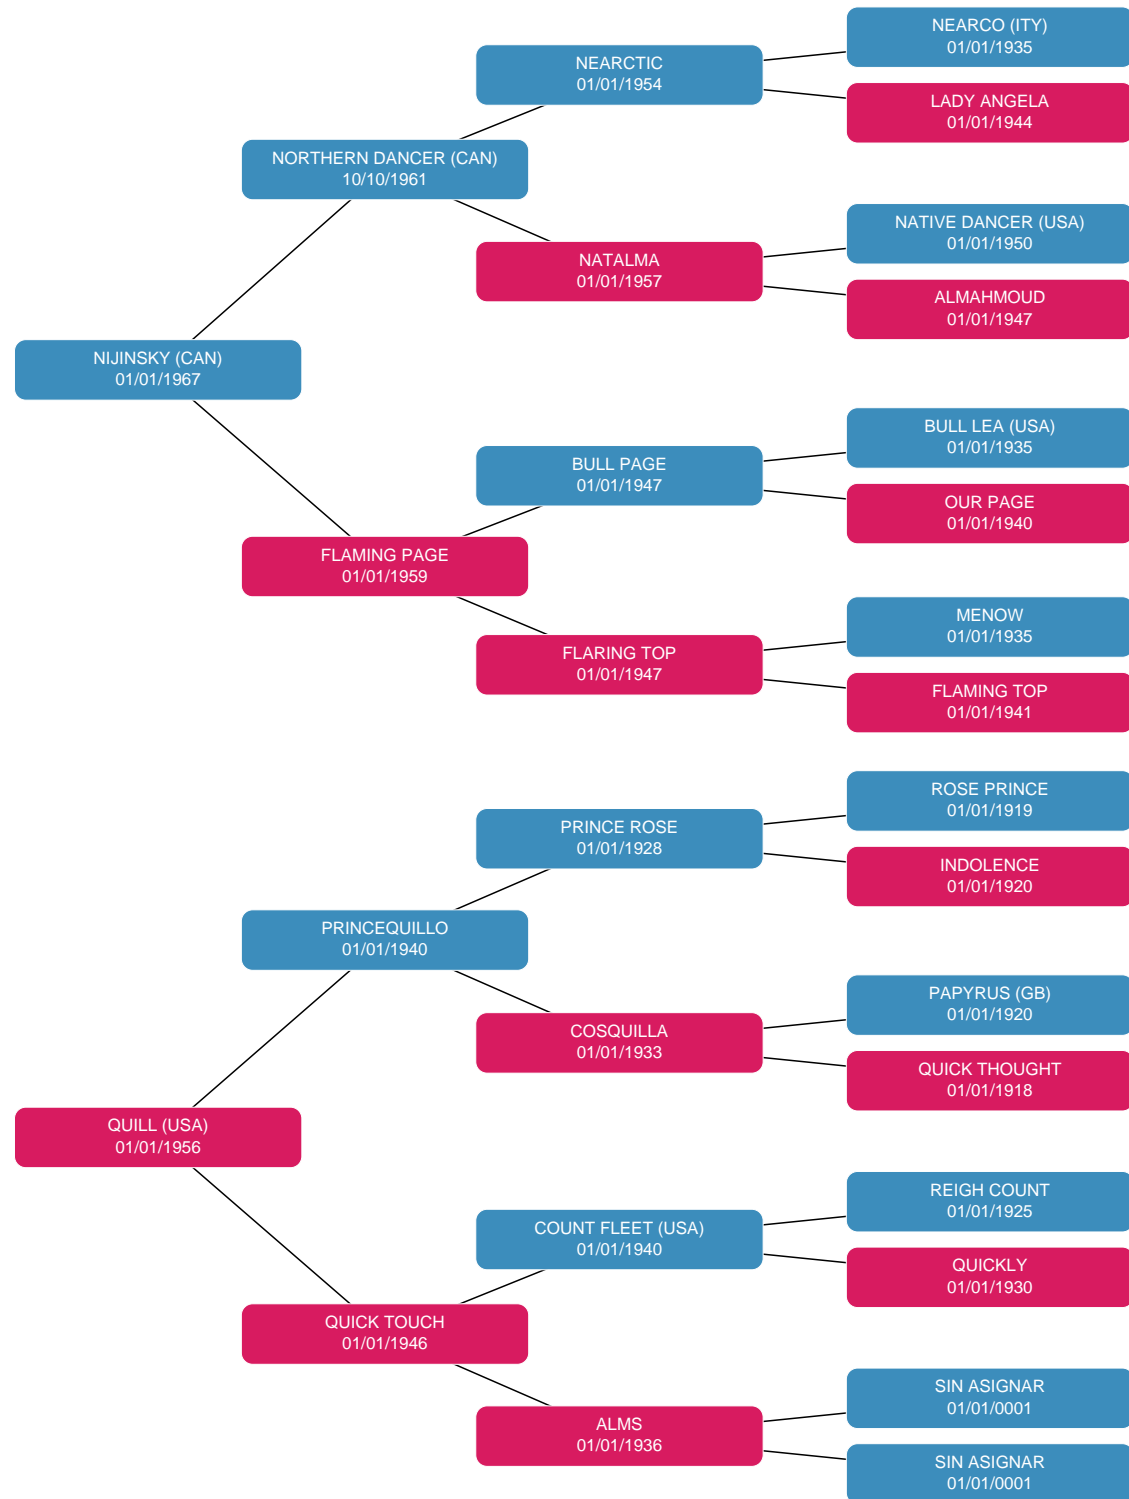 NEARCO (ITY)
01/01/1935
NEARCTIC
01/01/1954
LADY ANGELA
01/01/1944
NORTHERN DANCER (CAN)
10/10/1961
NATIVE DANCER (USA)
01/01/1950
NATALMA
01/01/1957
ALMAHMOUD
01/01/1947
NIJINSKY (CAN)
01/01/1967
BULL LEA (USA)
01/01/1935
BULL PAGE
01/01/1947
OUR PAGE
01/01/1940
FLAMING PAGE
01/01/1959
MENOW
01/01/1935
FLARING TOP
01/01/1947
FLAMING TOP
01/01/1941
ROSE PRINCE
01/01/1919
PRINCE ROSE
01/01/1928
INDOLENCE
01/01/1920
PRINCEQUILLO
01/01/1940
PAPYRUS (GB)
01/01/1920
COSQUILLA
01/01/1933
QUICK THOUGHT
01/01/1918
QUILL (USA)
01/01/1956
REIGH COUNT
01/01/1925
COUNT FLEET (USA)
01/01/1940
QUICKLY
01/01/1930
QUICK TOUCH
01/01/1946
SIN ASIGNAR
01/01/0001
ALMS
01/01/1936
SIN ASIGNAR
01/01/0001